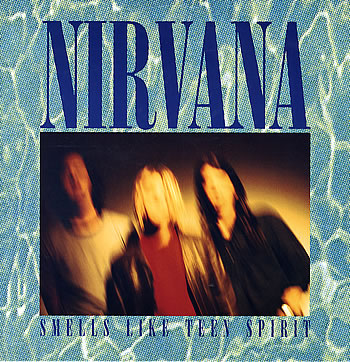 NIRVANA
SMELLS LIKE TEEN SPIRIT